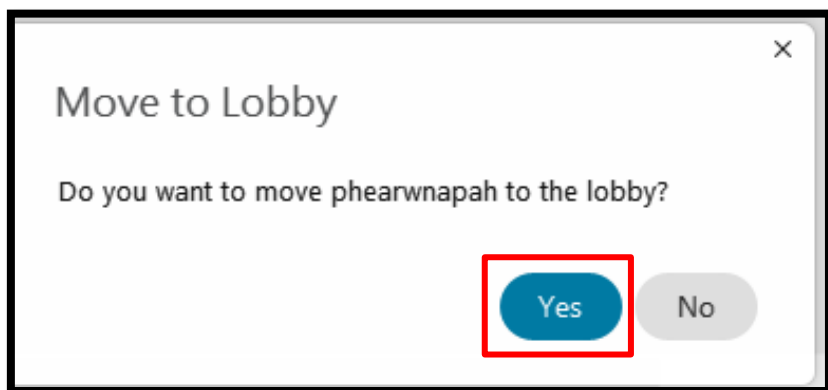 Move to Lobby
Do you want to move phearwnapah to the lobby?
Yes No